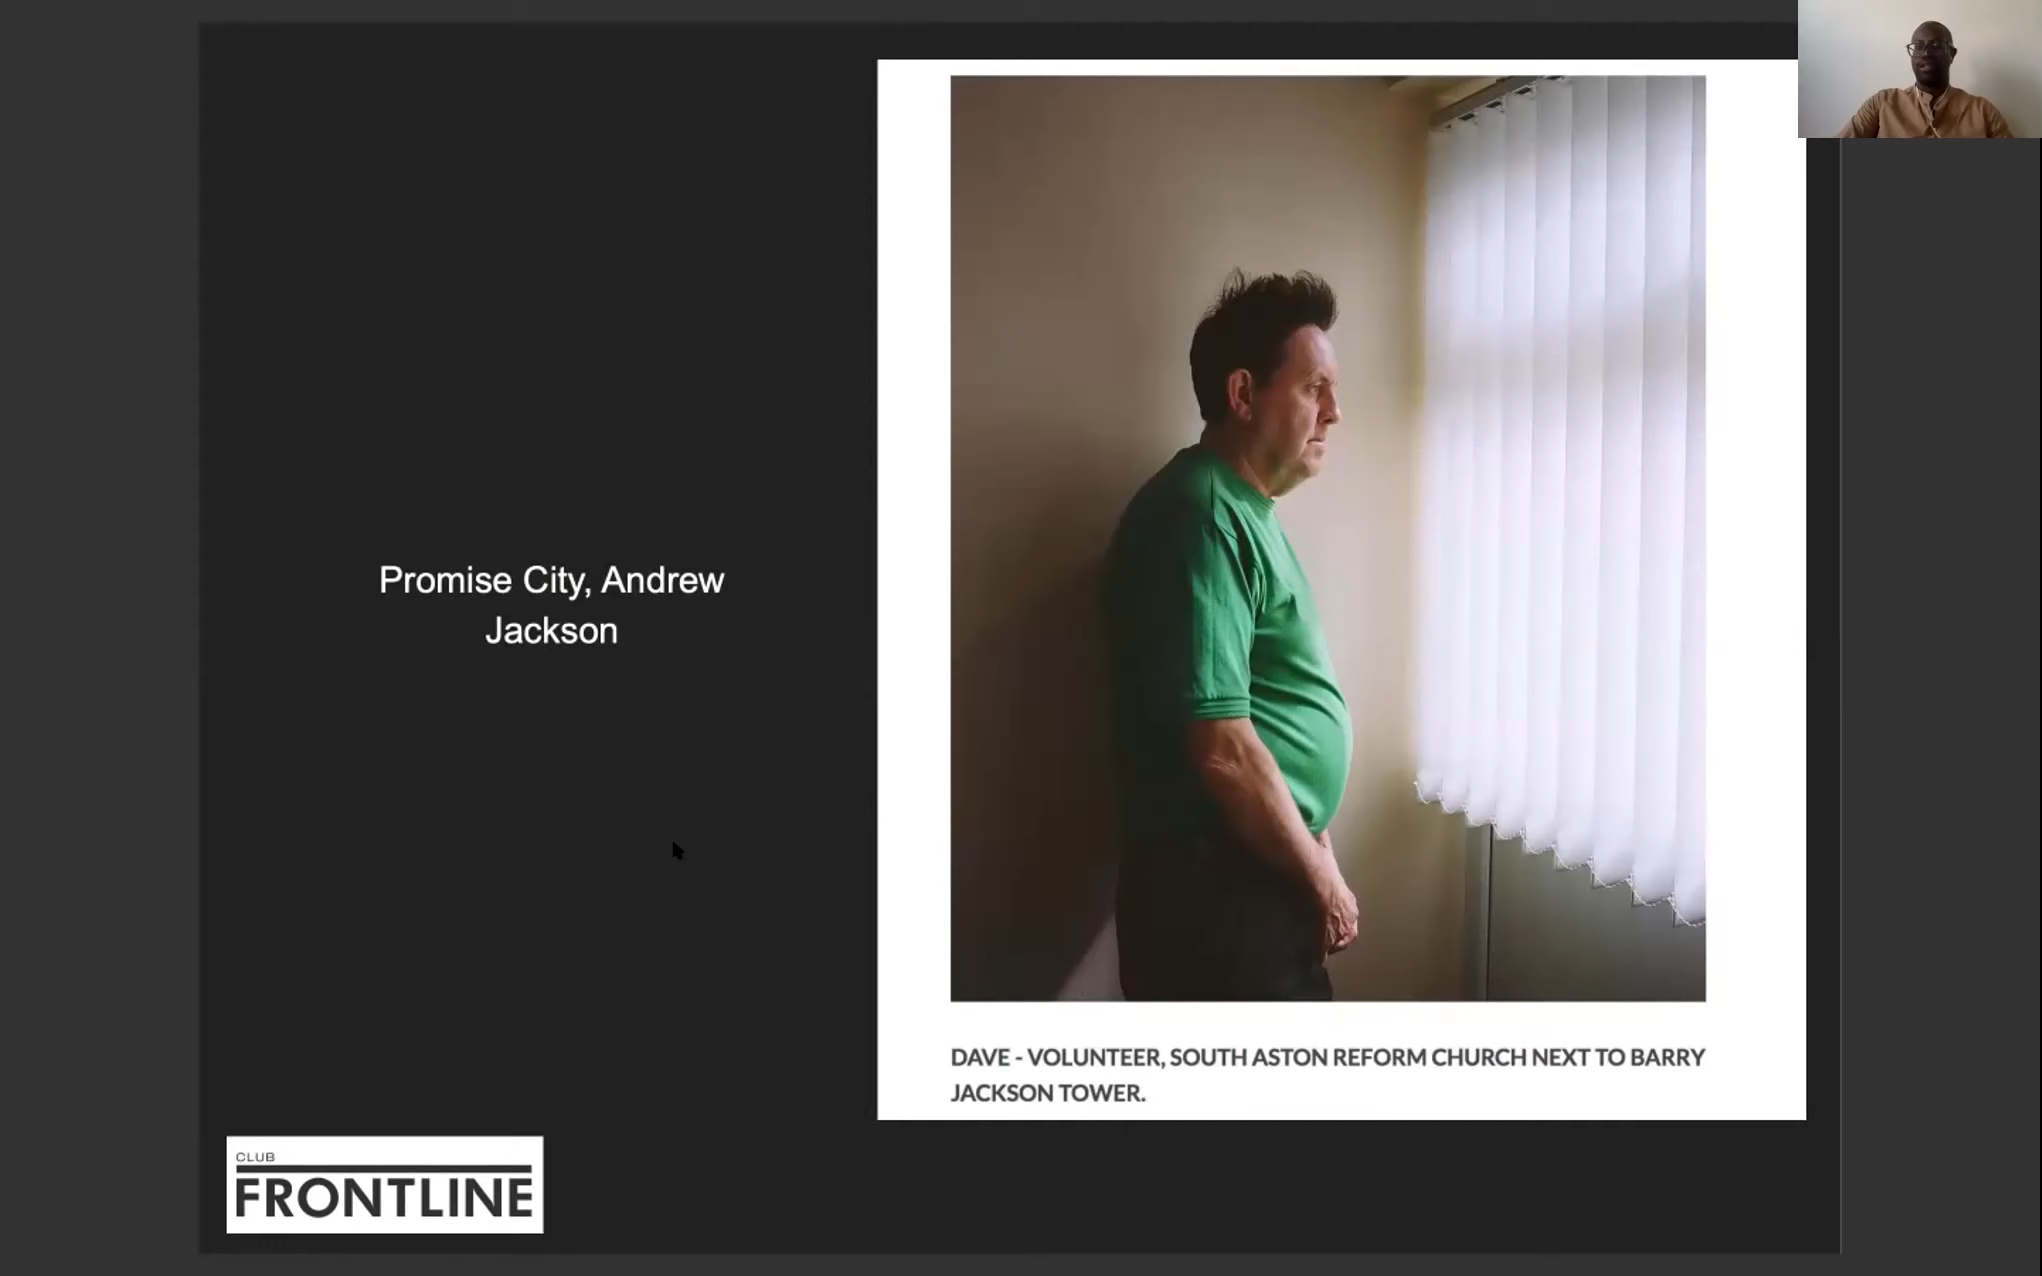 Promise City, Andrew
Jackson
DAVE - VOLUNTEER, SOUTH ASTON REFORM CHURCH NEXT TO BARRY
JACKSON TOWER.
CLUB
FRONTLINE